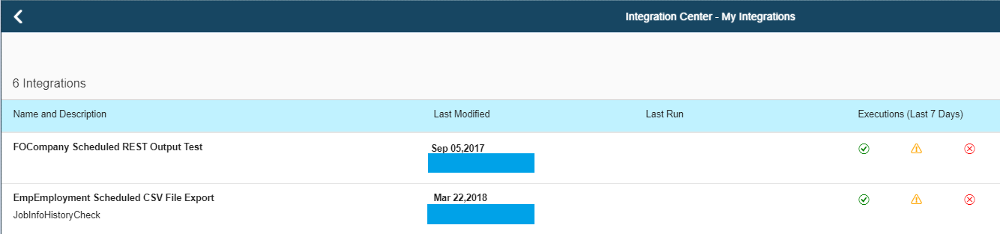 Integration Center - My Integrations
6 Integrations
Name and Description Last Modified Last Run Executions (Last 7 Days)
FOCompany Scheduled REST Output Test Sep 05,2017
EmpEmployment Scheduled CSV File Export Mar 22,2018
JobInfoHistoryCheck